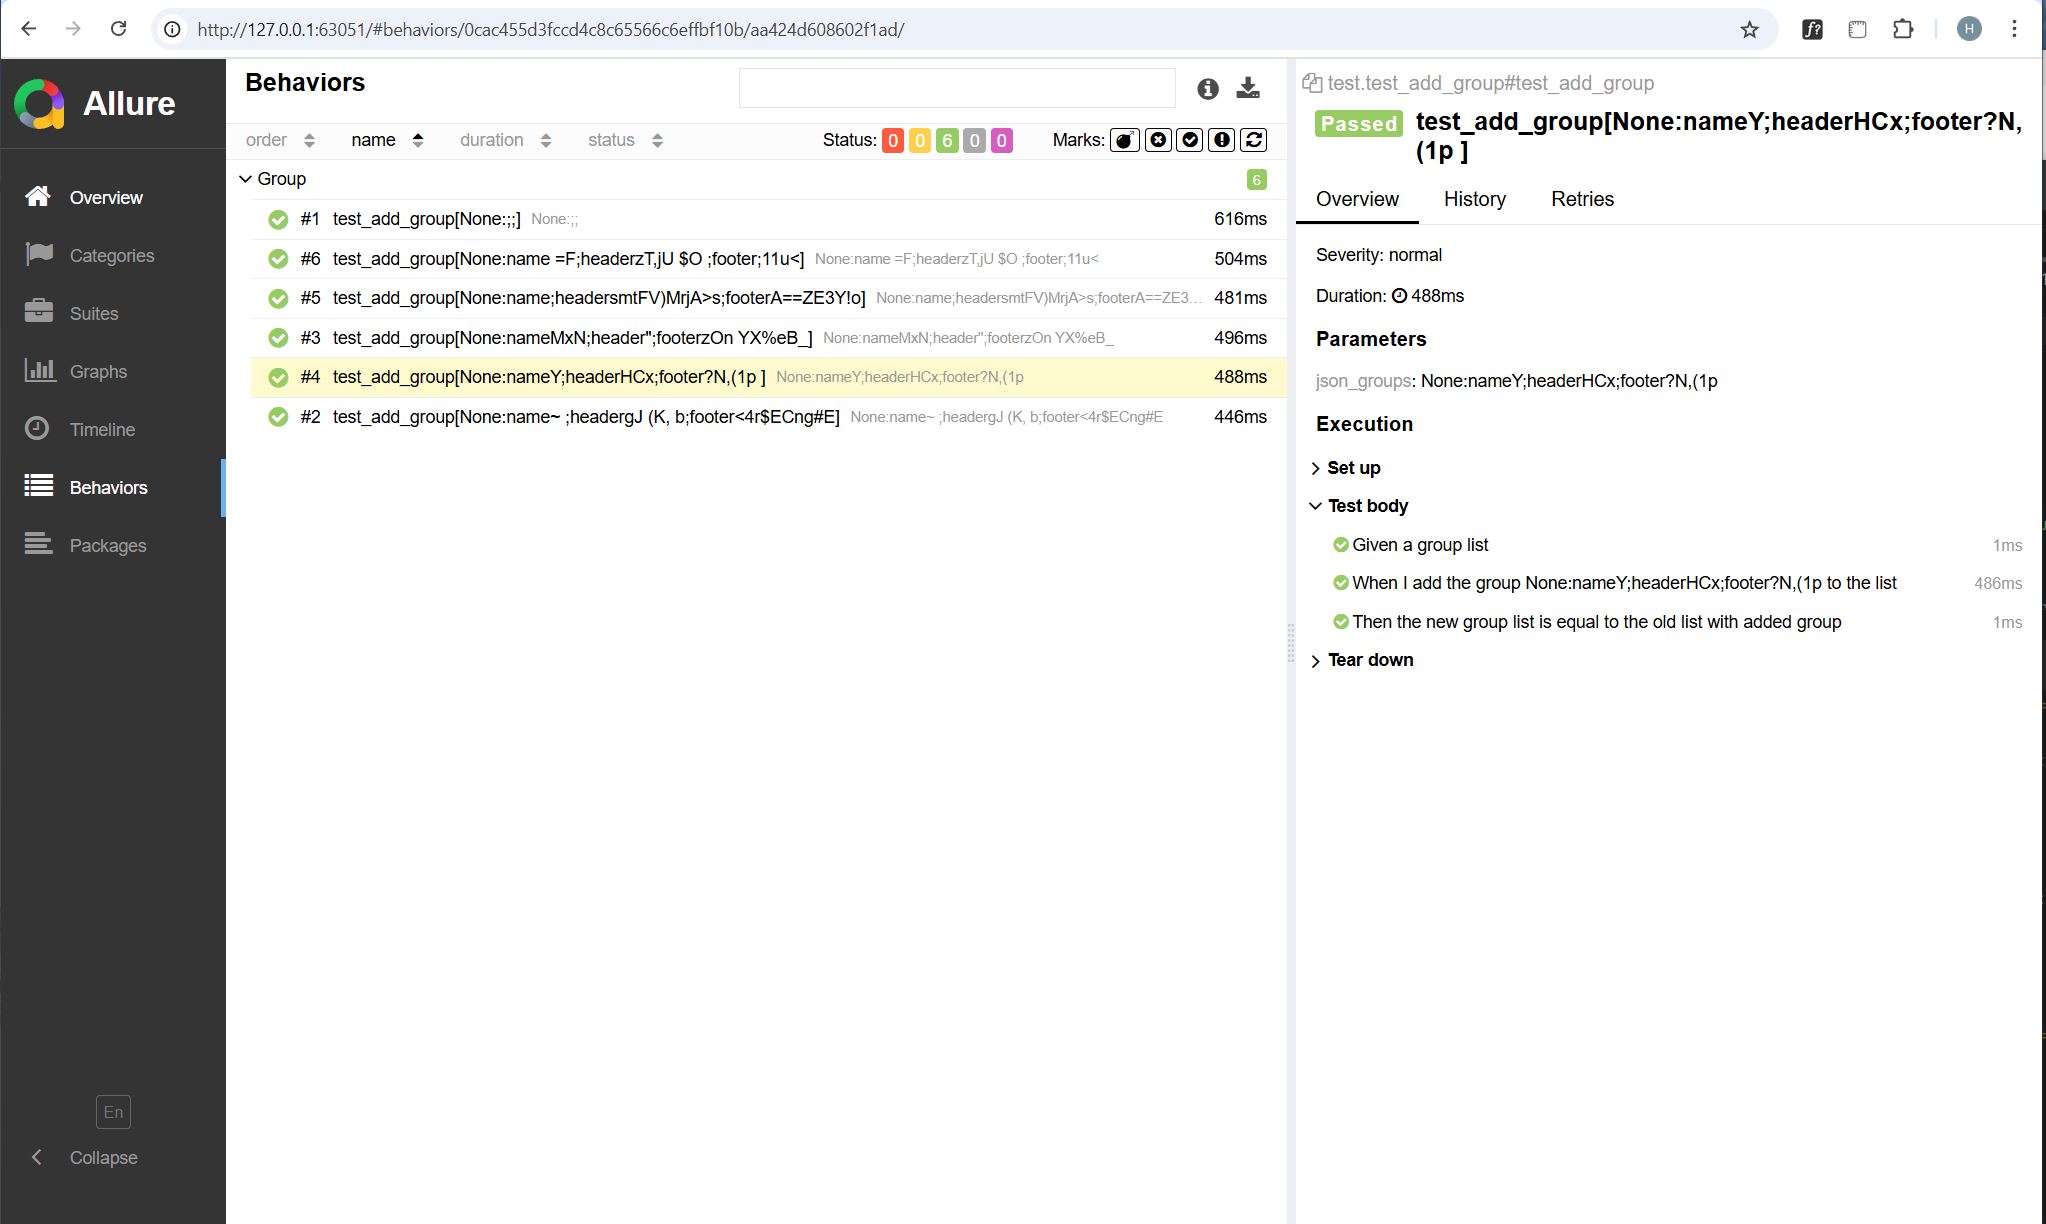 http://127.0.0.1:63051/#behaviors/0cac455d3fccd4c8c65566c6effbf10b/aa424d608602f1ad/
H
Allure
Overview
Categories
Suites
Graphs
Timeline
Behaviors
Packages
En
Collapse
Behaviors
order name duration status Status: 0 0 6 0 0 Marks:
Group 6
#1 test_add_group[None:;;] None:;; 616ms
#6 test_add_group[None:name =F;headerzT,jU $O ;footer;11u<] None:name =F;headerzT,jU $O ;footer;11u< 504ms
#5 test_add_group[None:name;headersmtFV)MrjA>s;footerA==ZE3Y!o] None:name;headersmtFV)MrjA>s;footerA==ZE3... 481ms
#3 test_add_group[None:nameMxN;header";footerzOn YX%eB_] None:nameMxN;header";footerzOn YX%eB_ 496ms
#4 test_add_group[None:nameY;headerHCx;footer?N,(1p ] None:nameY;headerHCx;footer?N,(1p 488ms
#2 test_add_group[None:name~ ;headergJ (K, b;footer<4r$ECng#E] None:name~ ;headergJ (K, b;footer<4r$ECng#E 446ms
test.test_add_group#test_add_group
Passed test_add_group[None:nameY;headerHCx;footer?N,
(1p ]
Overview History Retries
Severity: normal
Duration: 488ms
Parameters
json_groups: None:nameY;headerHCx;footer?N,(1p
Execution
Set up
Test body
Given a group list 1ms
When I add the group None:nameY;headerHCx;footer?N,(1p to the list 486ms
Then the new group list is equal to the old list with added group 1ms
Tear down